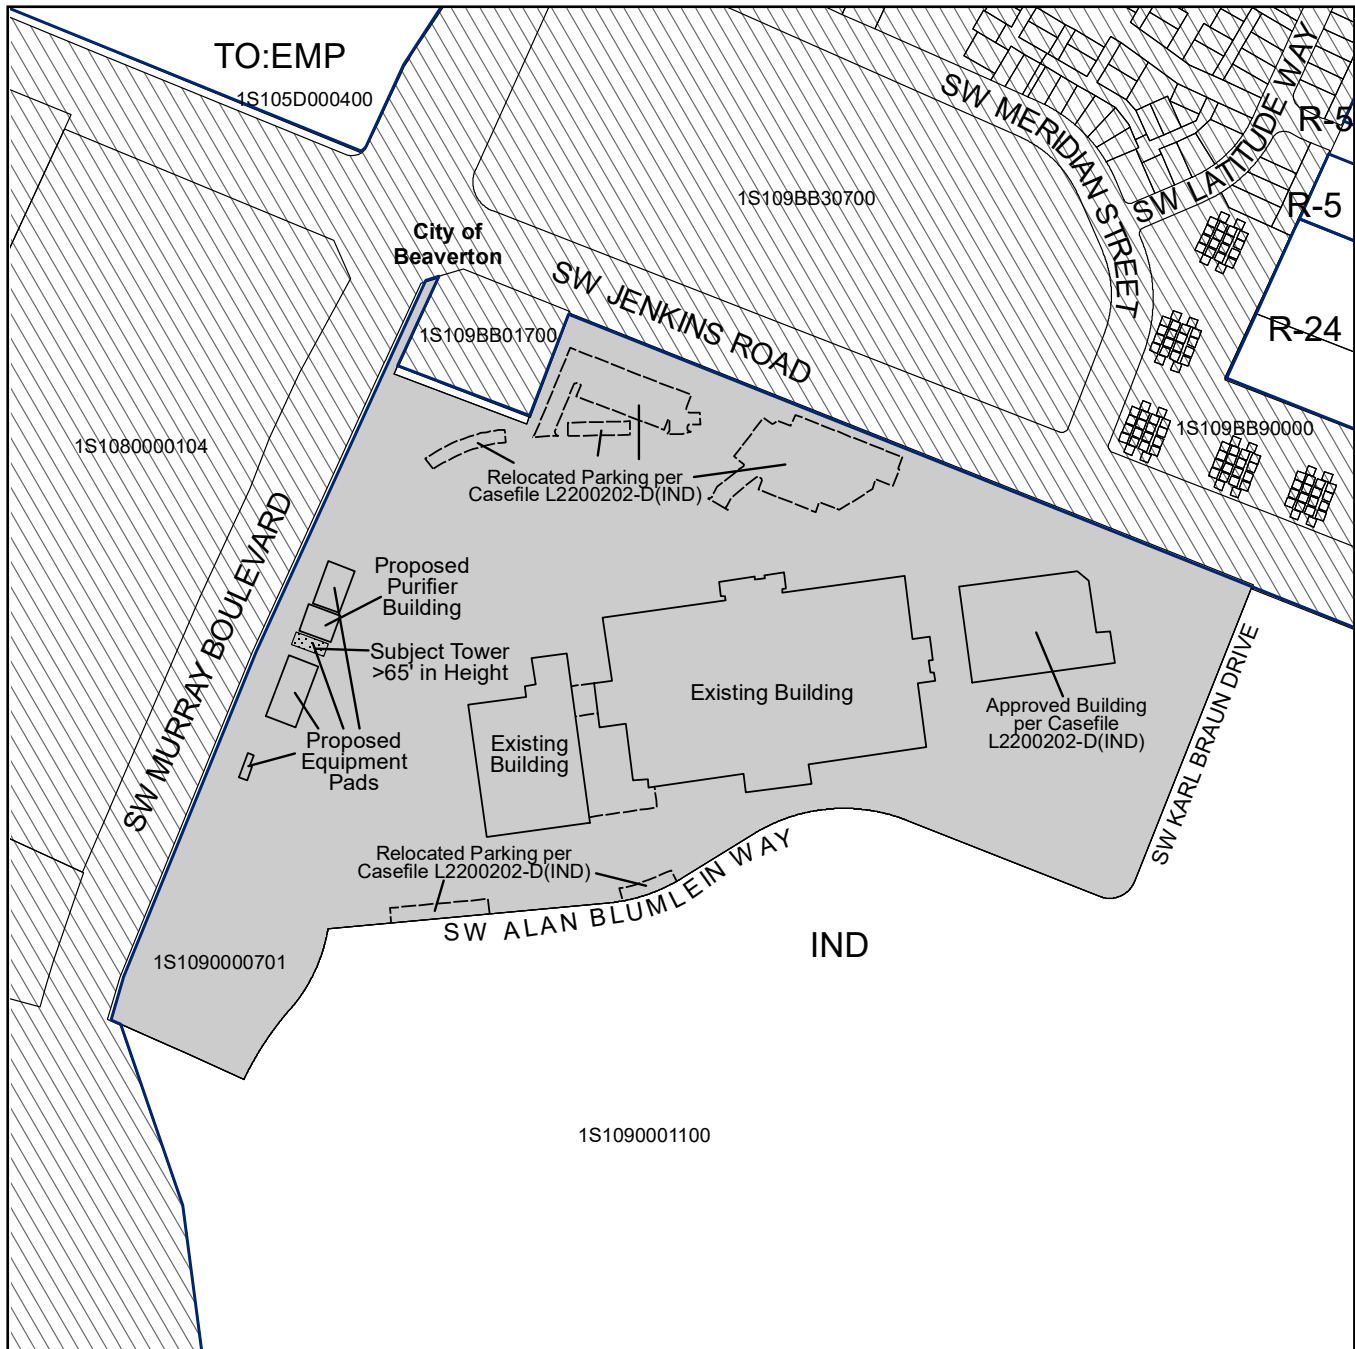 TO:EMP
1S105D000400
SW MERIDIAN STREET
SW LATITUDE WAY
R-5
1S109BB30700
R-5
City of
Beaverton
SW JENKINS ROAD
1S109BB01700
R-24
1S1080000104
1S109BB90000
Relocated Parking per
Casefile L2200202-D(IND)
SW MURRAY BOULEVARD
Proposed
Purifier
Building
Subject Tower
>65' in Height
Proposed
Equipment
Pads
Existing
Building
Existing Building
Approved Building
per Casefile
L2200202-D(IND)
SW KARL BRAUN DRIVE
Relocated Parking per
Casefile L2200202-D(IND)
SW ALAN BLUMLEIN WAY
IND
1S1090000701
1S1090001100